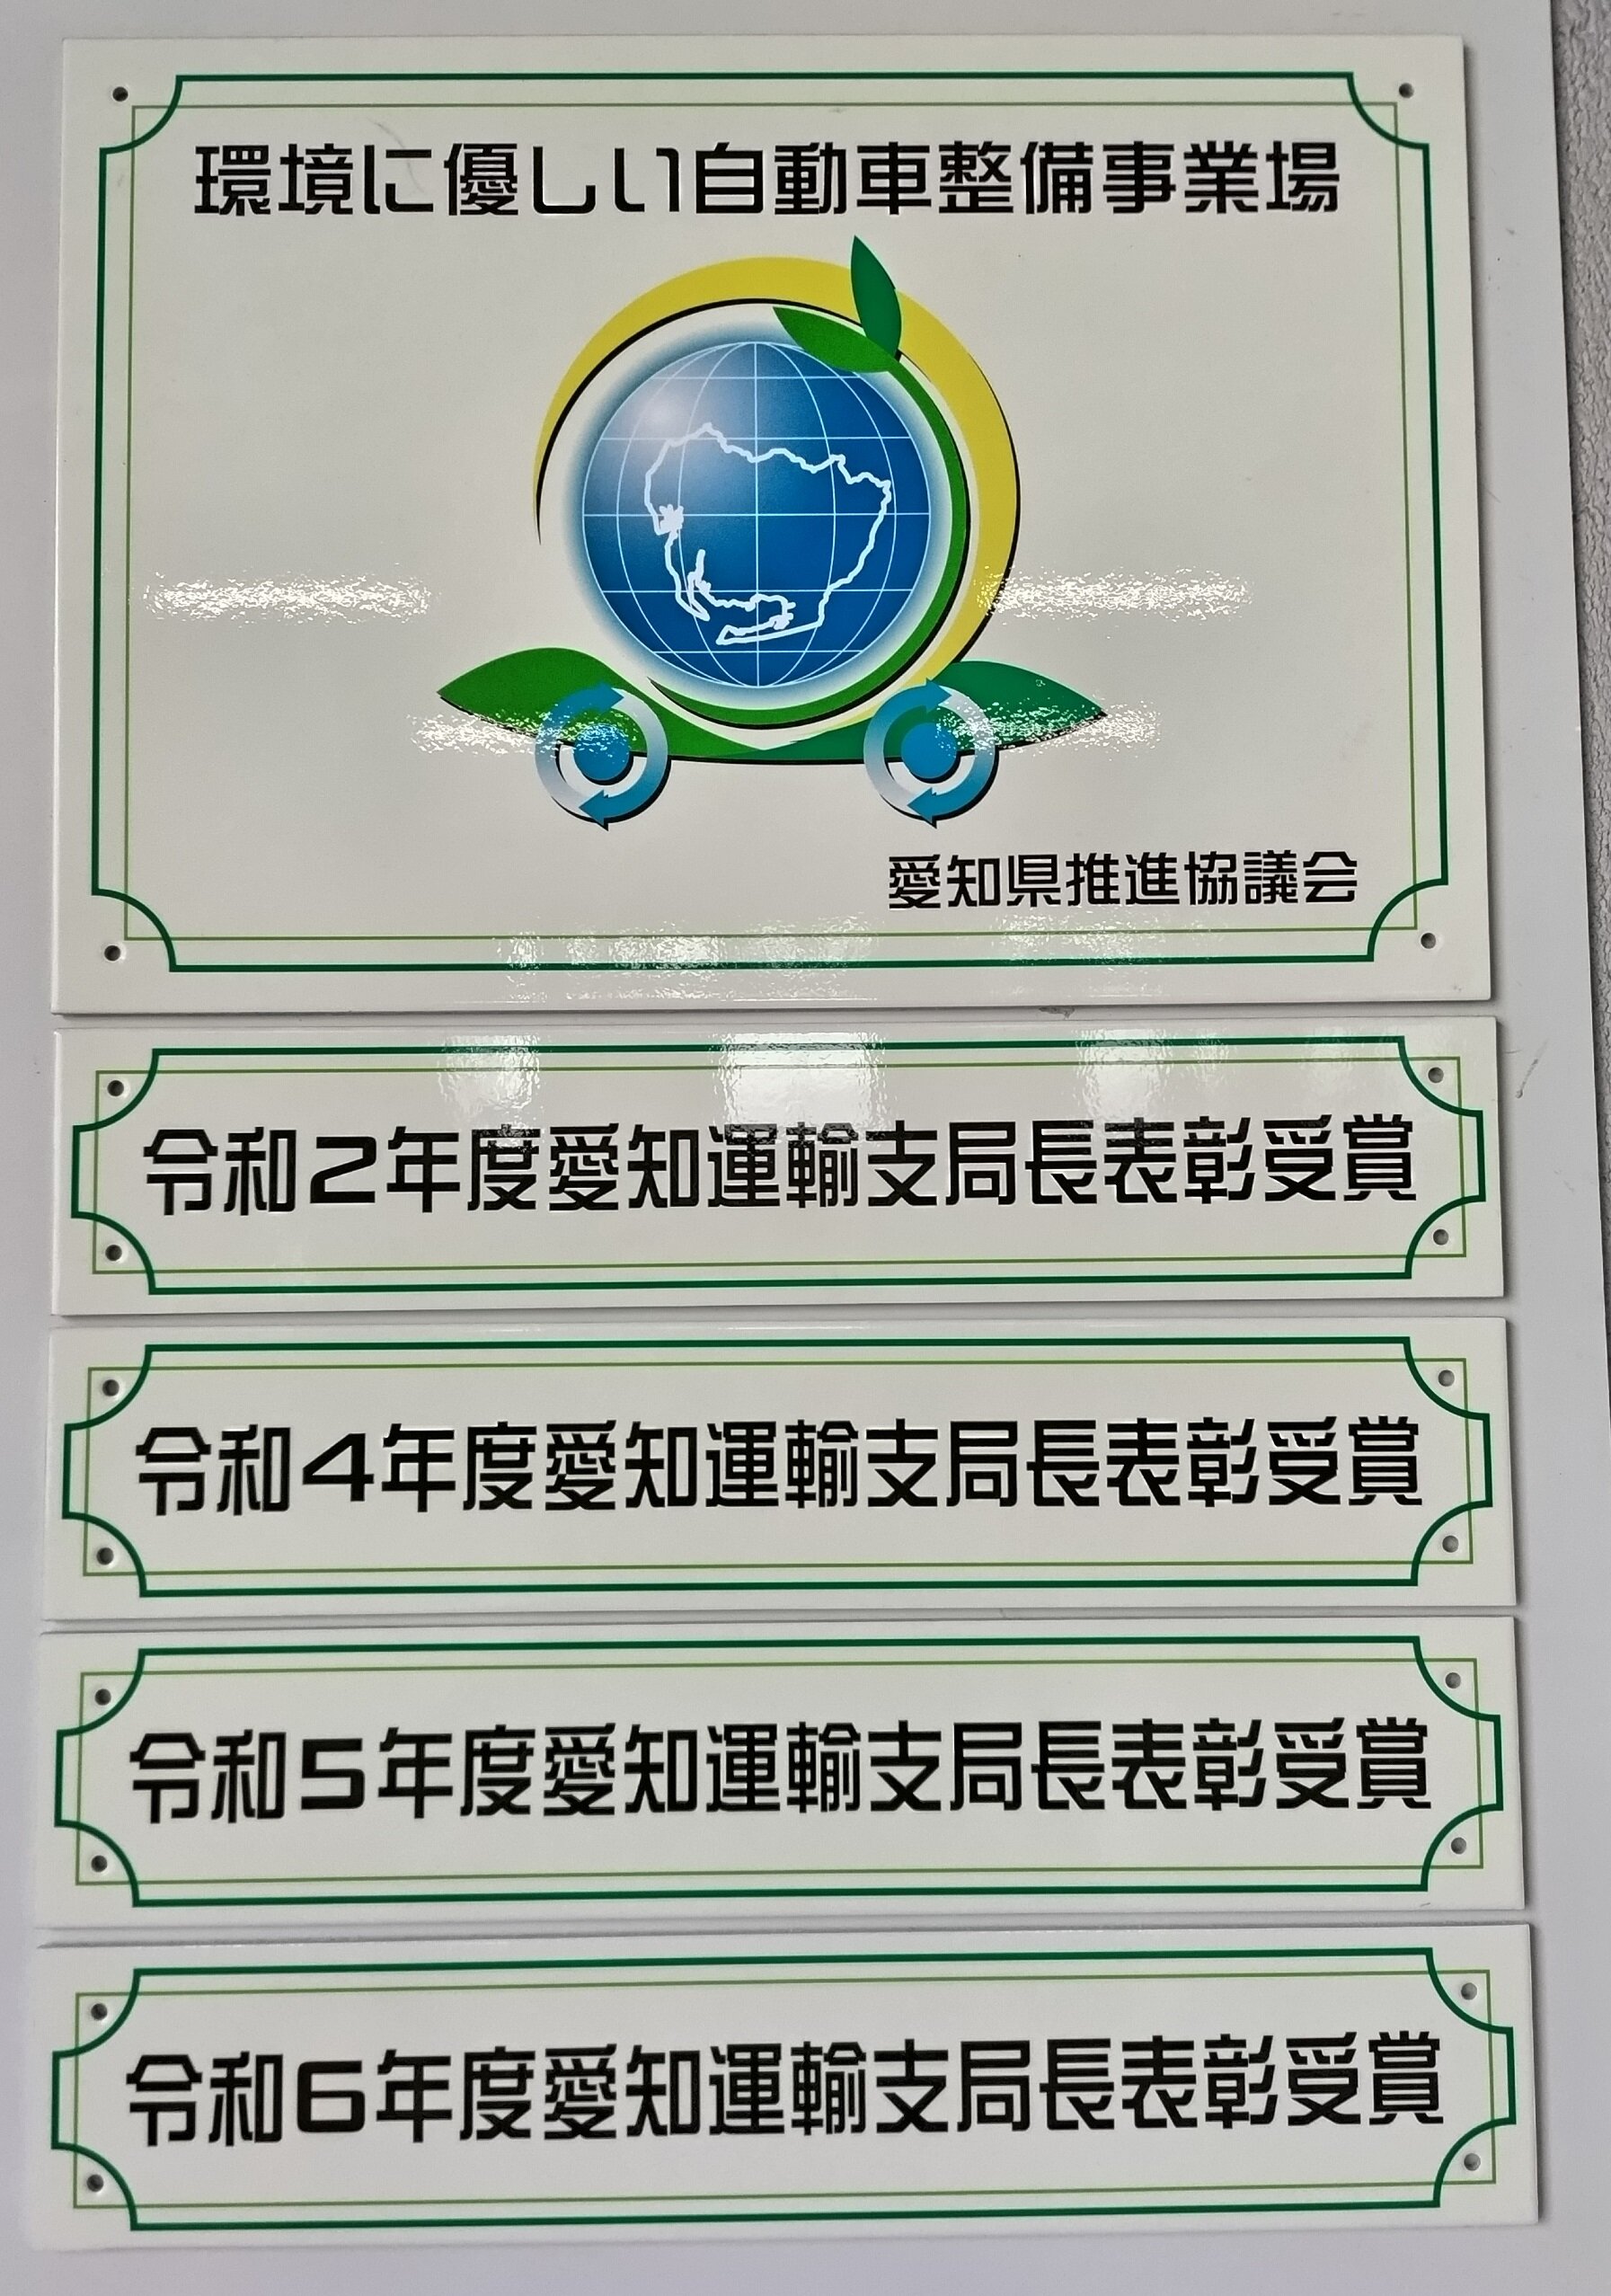 環境に優しい自動車整備事業場
愛知県推進協議会
令和2年度愛知運輸支局長表彰受賞
令和4年度愛知運輸支局長表彰受賞
令和5年度愛知運輸支局長表彰受賞
令和6年度愛知運輸支局長表彰受賞